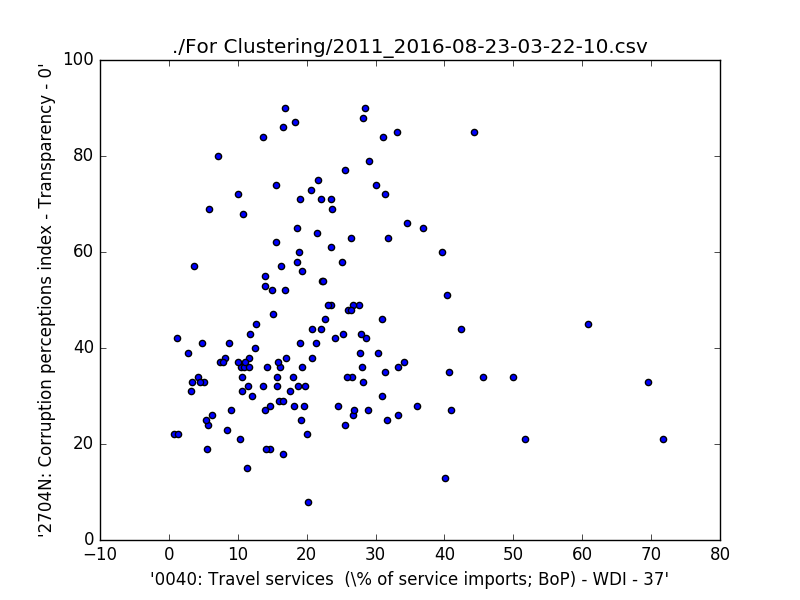 ./For Clustering/2011_2016-08-23-03-22-10.csv
100
80
60
40
20
0
'2704N: Corruption perceptions index - Transparency - 0'
−10 0 10 20 30 40 50 60 70 80
'0040: Travel services  (\% of service imports; BoP) - WDI - 37'